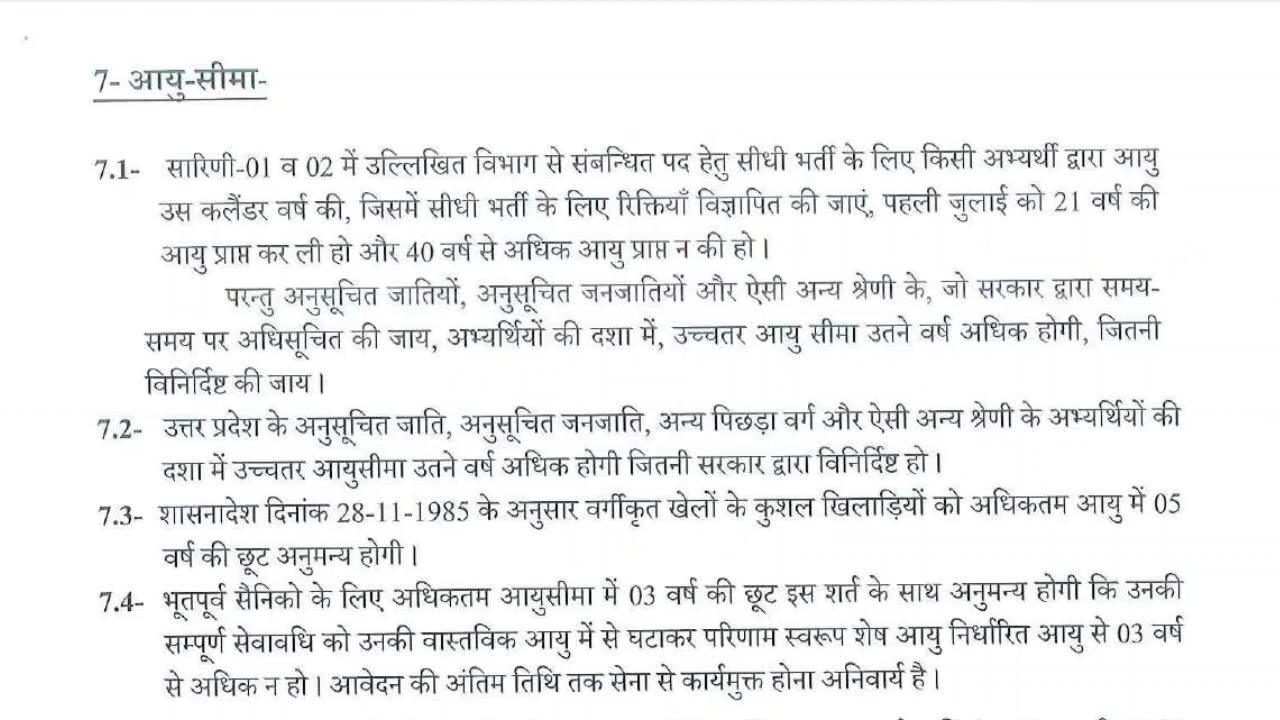 7- आयु-सीमा-
7.1- सारिणी-01 व 02 में उल्लिखित विभाग से संबन्धित पद हेतु सीधी भर्ती के लिए किसी अभ्यर्थी द्वारा आयु
उस कलैंडर वर्ष की, जिसमें सीधी भर्ती के लिए रिक्तियाँ विज्ञापित की जाएं, पहली जुलाई को 21 वर्ष की
आयु प्राप्त कर ली हो और 40 वर्ष से अधिक आयु प्राप्त न की हो।
परन्तु अनुसूचित जातियों, अनुसूचित जनजातियों और ऐसी अन्य श्रेणी के, जो सरकार द्वारा समय-
समय पर अधिसूचित की जाय, अभ्यर्थियों की दशा में, उच्चतर आयु सीमा उतने वर्ष अधिक होगी, जितनी
विनिर्दिष्ट की जाय।
7.2- उत्तर प्रदेश के अनुसूचित जाति, अनुसूचित जनजाति, अन्य पिछड़ा वर्ग और ऐसी अन्य श्रेणी के अभ्यर्थियों की
दशा में उच्चतर आयुसीमा उतने वर्ष अधिक होगी जितनी सरकार द्वारा विनिर्दिष्ट हो।
7.3- शासनादेश दिनांक 28-11-1985 के अनुसार वर्गीकृत खेलों के कुशल खिलाड़ियों को अधिकतम आयु में 05
वर्ष की छूट अनुमन्य होगी।
7.4- भूतपूर्व सैनिको के लिए अधिकतम आयुसीमा में 03 वर्ष की छूट इस शर्त के साथ अनुमन्य होगी कि उनकी
सम्पूर्ण सेवावधि को उनकी वास्तविक आयु में से घटाकर परिणाम स्वरूप शेष आयु निर्धारित आयु से 03 वर्ष
से अधिक न हो। आवेदन की अंतिम तिथि तक सेना से कार्यमुक्त होना अनिवार्य है।